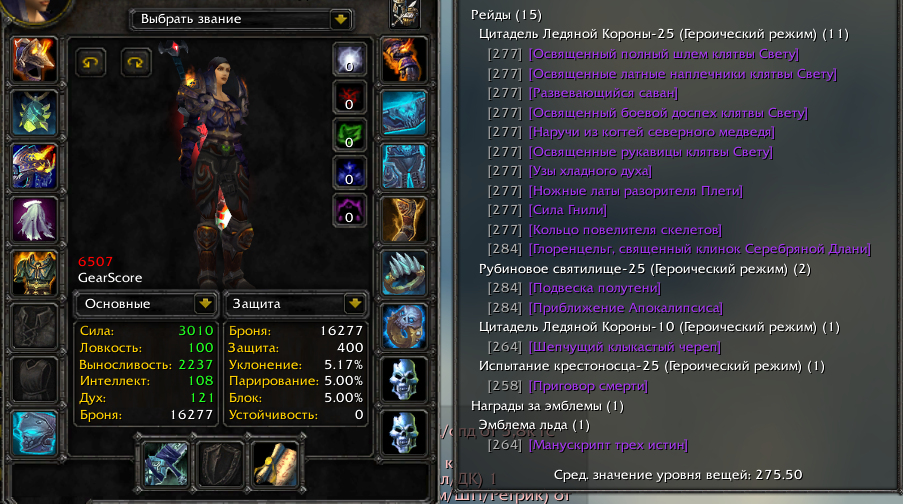 Выбрать звание
0
0
0
0
0
6507
GearScore
Основные
Защита
Сила: 3010
Ловкость: 100
Выносливость: 2237
Интеллект: 108
Дух: 121
Броня: 16277
Броня: 16277
Защита: 400
Уклонение: 5.17%
Парирование: 5.00%
Блок: 5.00%
Устойчивость: 0
Рейды (15)
Цитадель Ледяной Короны-25 (Героический режим) (11)
[277] [Освященный полный шлем клятвы Свету]
[277] [Освященные латные наплечники клятвы Свету]
[277] [Развевающийся саван]
[277] [Освященный боевой доспех клятвы Свету]
[277] [Наручи из когтей северного медведя]
[277] [Освященные рукавицы клятвы Свету]
[277] [Узы хладного духа]
[277] [Ножные латы разорителя Плети]
[277] [Сила Гнили]
[277] [Кольцо повелителя скелетов]
[284] [Глоренцельг, священный клинок Серебряной Длани]
Рубиновое святилище-25 (Героический режим) (2)
[284] [Подвеска полутени]
[284] [Приближение Апокалипсиса]
Цитадель Ледяной Короны-10 (Героический режим) (1)
[264] [Шепчущий клыкастый череп]
Испытание крестоносца-25 (Героический режим) (1)
[258] [Приговор смерти]
Награды за эмблемы (1)
Эмблема льда (1)
[264] [Манускрипт трех истин]
Сред. значение уровня вещей: 275.50